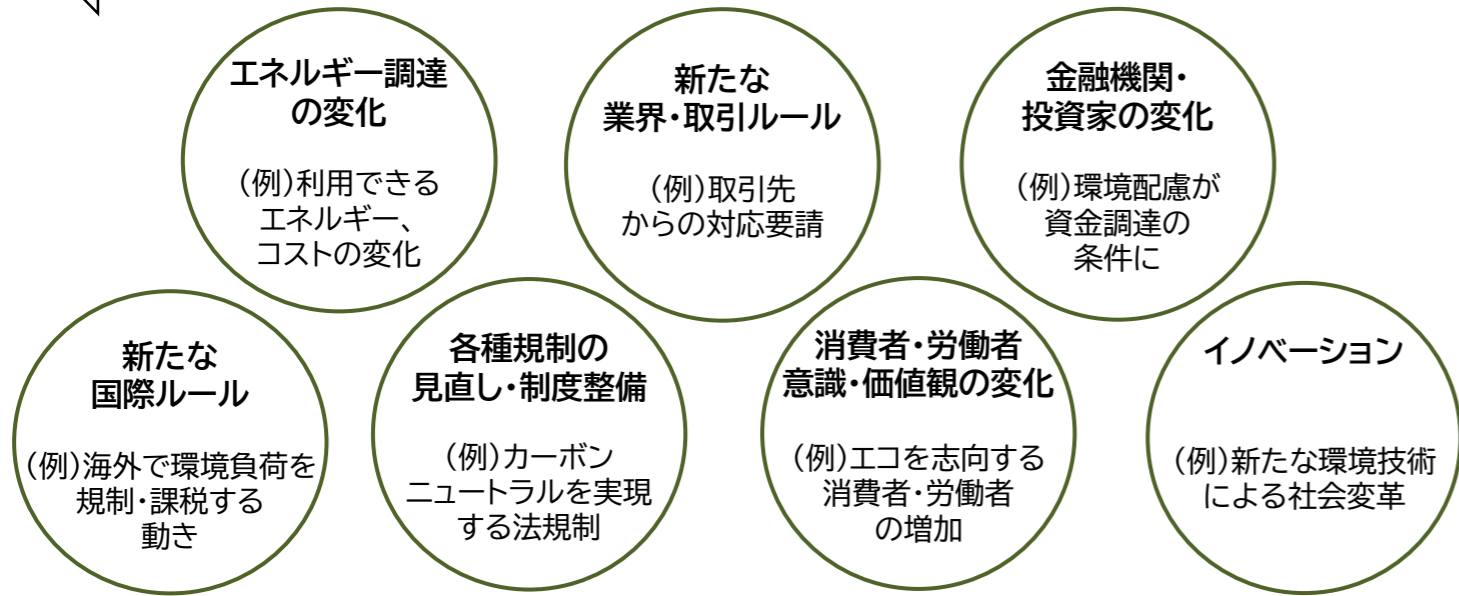 エネルギー調達
の変化
(例)利用できる
エネルギー、
コストの変化
新たな
業界・取引ルール
(例)取引先
からの対応要請
金融機関・
投資家の変化
(例)環境配慮が
資金調達の
条件に
新たな
国際ルール
(例)海外で環境負荷を
規制・課税する
動き
各種規制の
見直し・制度整備
(例)カーボン
ニュートラルを実現
する法規制
消費者・労働者
意識・価値観の変化
(例)エコを志向する
消費者・労働者
の増加
イノベーション
(例)新たな環境技術
による社会変革